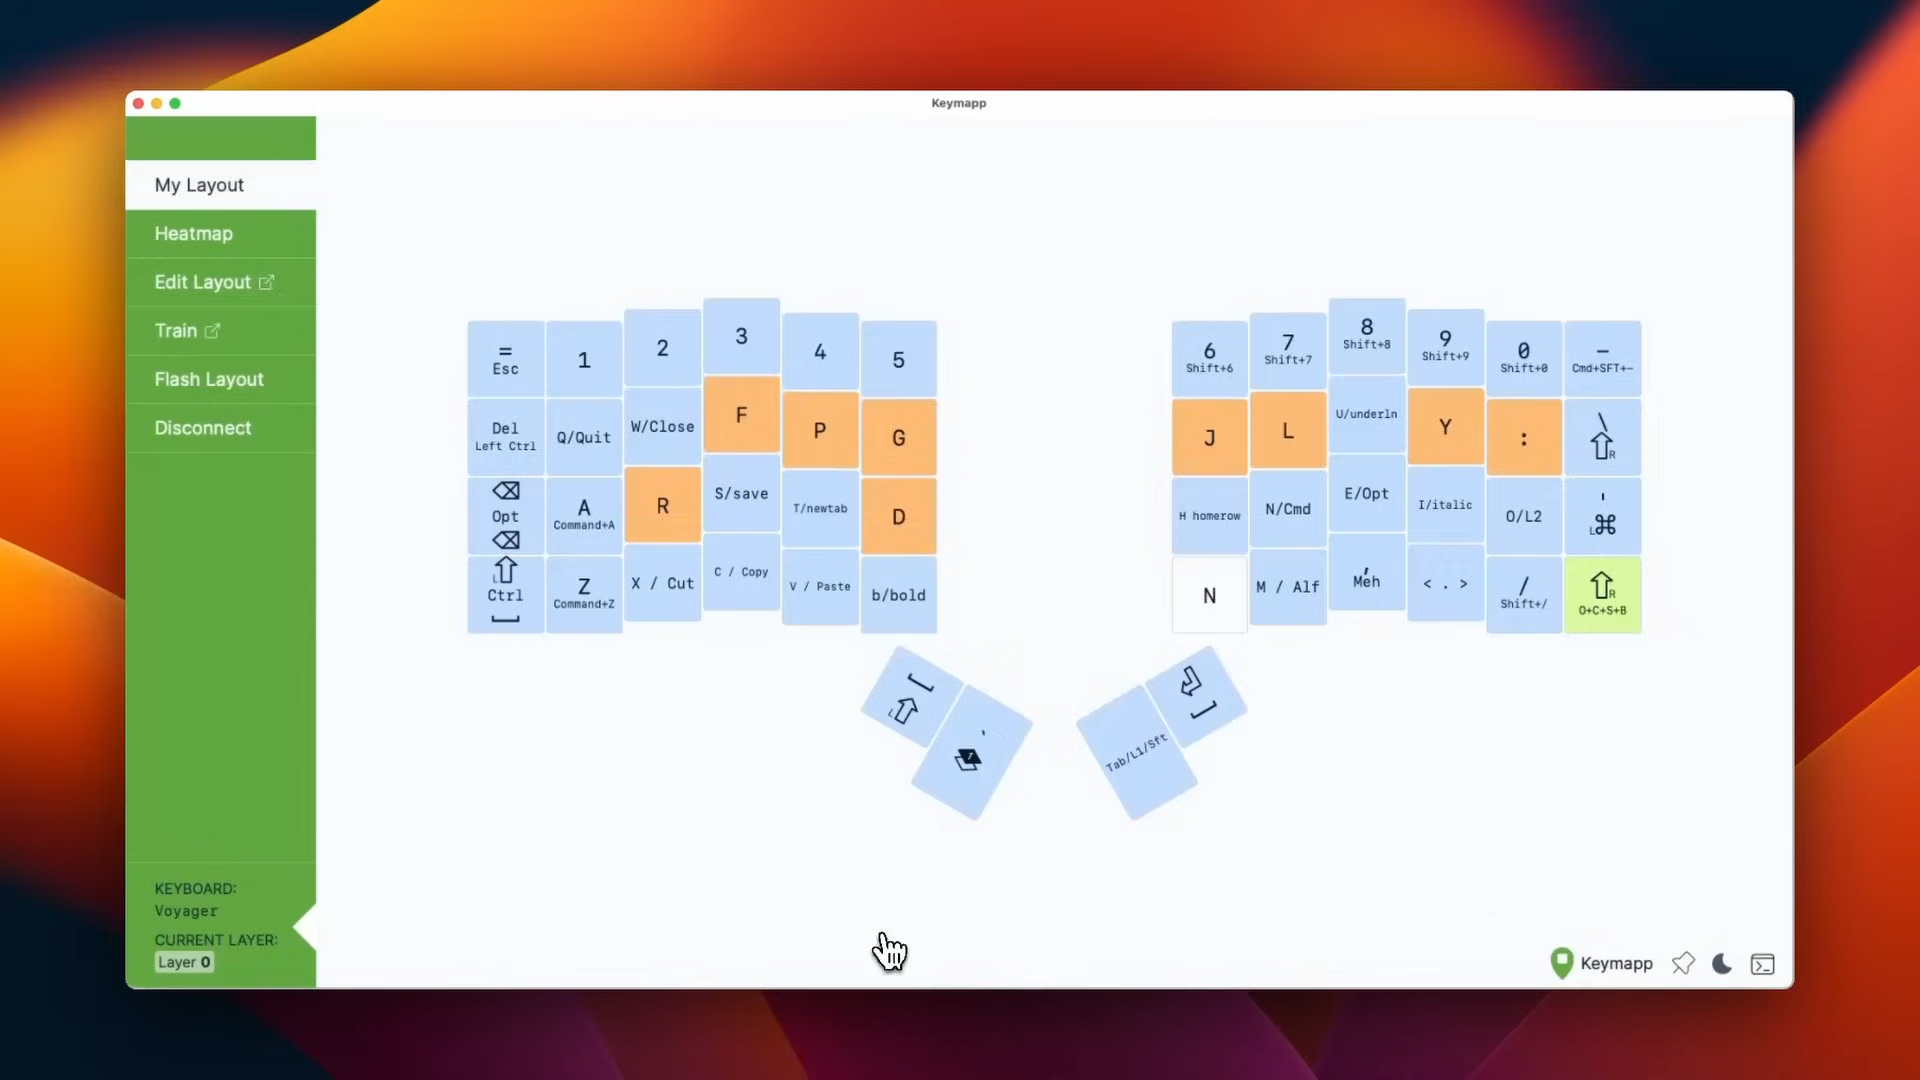 Keymapp
My Layout
Heatmap
Edit Layout
Train
Flash Layout
Disconnect
KEYBOARD:
Voyager
CURRENT LAYER:
Layer 0
=
Esc
1
2
3
4
5
Del
Left Ctrl
Q/Quit
W/Close
F
P
G
Opt
A
Command+A
R
S/save
T/newtab
D
L
Ctrl
Z
Command+Z
X / Cut
C / Copy
V / Paste
b/bold
L
'
6
Shift+6
7
Shift+7
8
Shift+8
9
Shift+9
0
Shift+0
–
Cmd+SFT+-
J
L
U/underln
Y
:
\
R
H homerow
N/Cmd
E/Opt
I/italic
O/L2
'
L⌘
N
M / Alf
,
Meh
< . >
/
Shift+/
R
O+C+S+B
Tab/L1/Sft
Keymapp